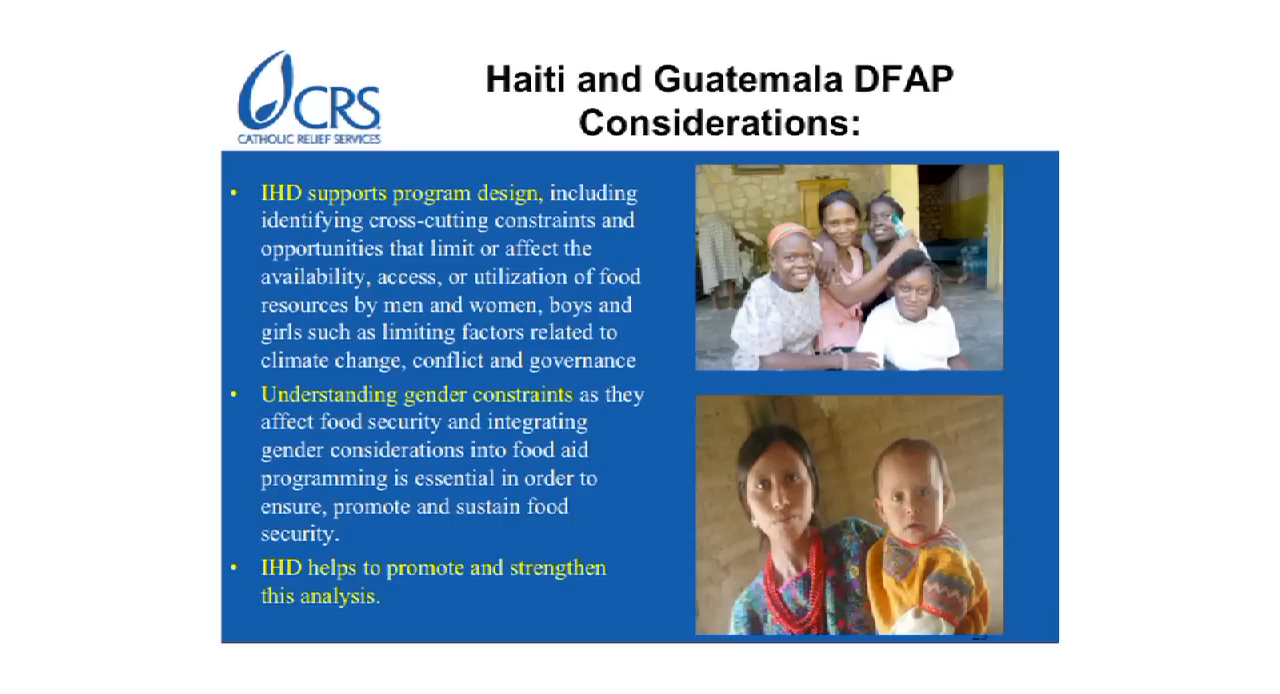 CRS
CATHOLIC RELIEF SERVICES
Haiti and Guatemala DFAP
Considerations:
• IHD supports program design, including
identifying cross-cutting constraints and
opportunities that limit or affect the
availability, access, or utilization of food
resources by men and women, boys and
girls such as limiting factors related to
climate change, conflict and governance
• Understanding gender constraints as they
affect food security and integrating
gender considerations into food aid
programming is essential in order to
ensure, promote and sustain food
security.
• IHD helps to promote and strengthen
this analysis.